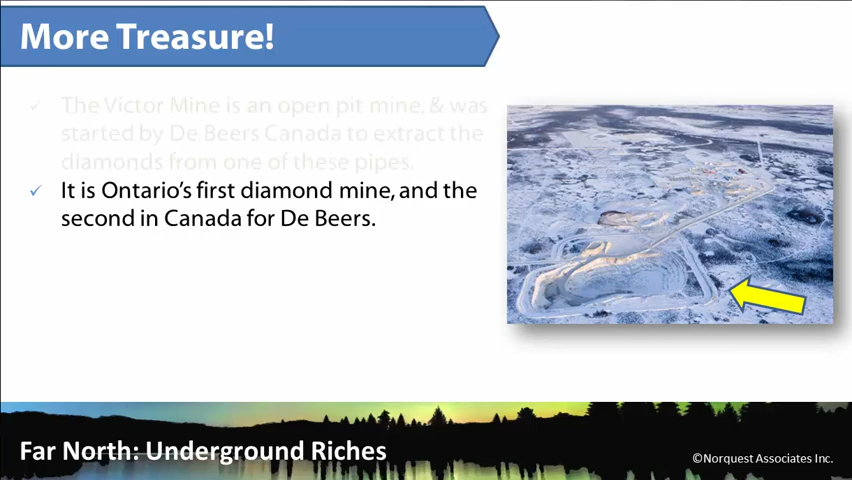 More Treasure!
The Victor Mine is an open pit mine, & was
started by De Beers Canada to extract the
diamonds from one of these pipes.
It is Ontario's first diamond mine, and the
second in Canada for De Beers.
Far North: Underground Riches
©Norquest Associates Inc.